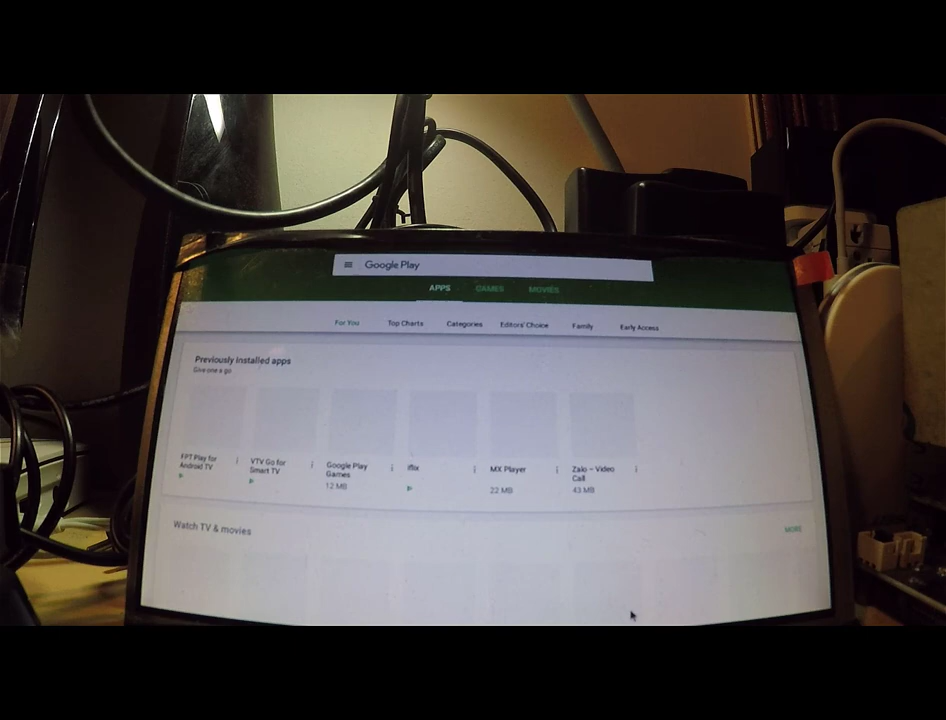 Google Play
APPS GAMES MOVIES
For You Top Charts Categories Editors' Choice Family Early Access
Previously installed apps
Give one a go
FPT Play for
Android TV
VTV Go for
Smart TV
Google Play
Games
12 MB
iflix
MX Player
22 MB
Zalo – Video
Call
43 MB
Watch TV & movies
MORE